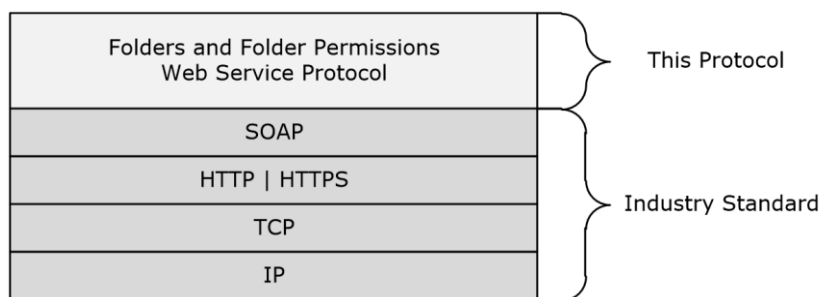 Folders and Folder Permissions
Web Service Protocol
This Protocol
SOAP
HTTP | HTTPS
TCP
IP
Industry Standard